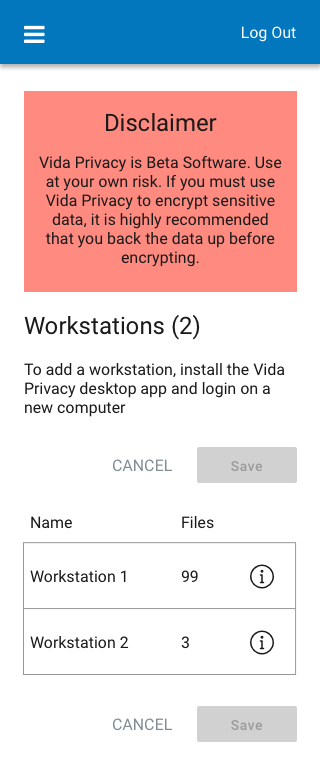 Log Out
Disclaimer
Vida Privacy is Beta Software. Use
at your own risk. If you must use
Vida Privacy to encrypt sensitive
data, it is highly recommended
that you back the data up before
encrypting.
Workstations (2)
To add a workstation, install the Vida
Privacy desktop app and login on a
new computer
CANCEL Save
Name Files
Workstation 1 99
Workstation 2 3
CANCEL Save